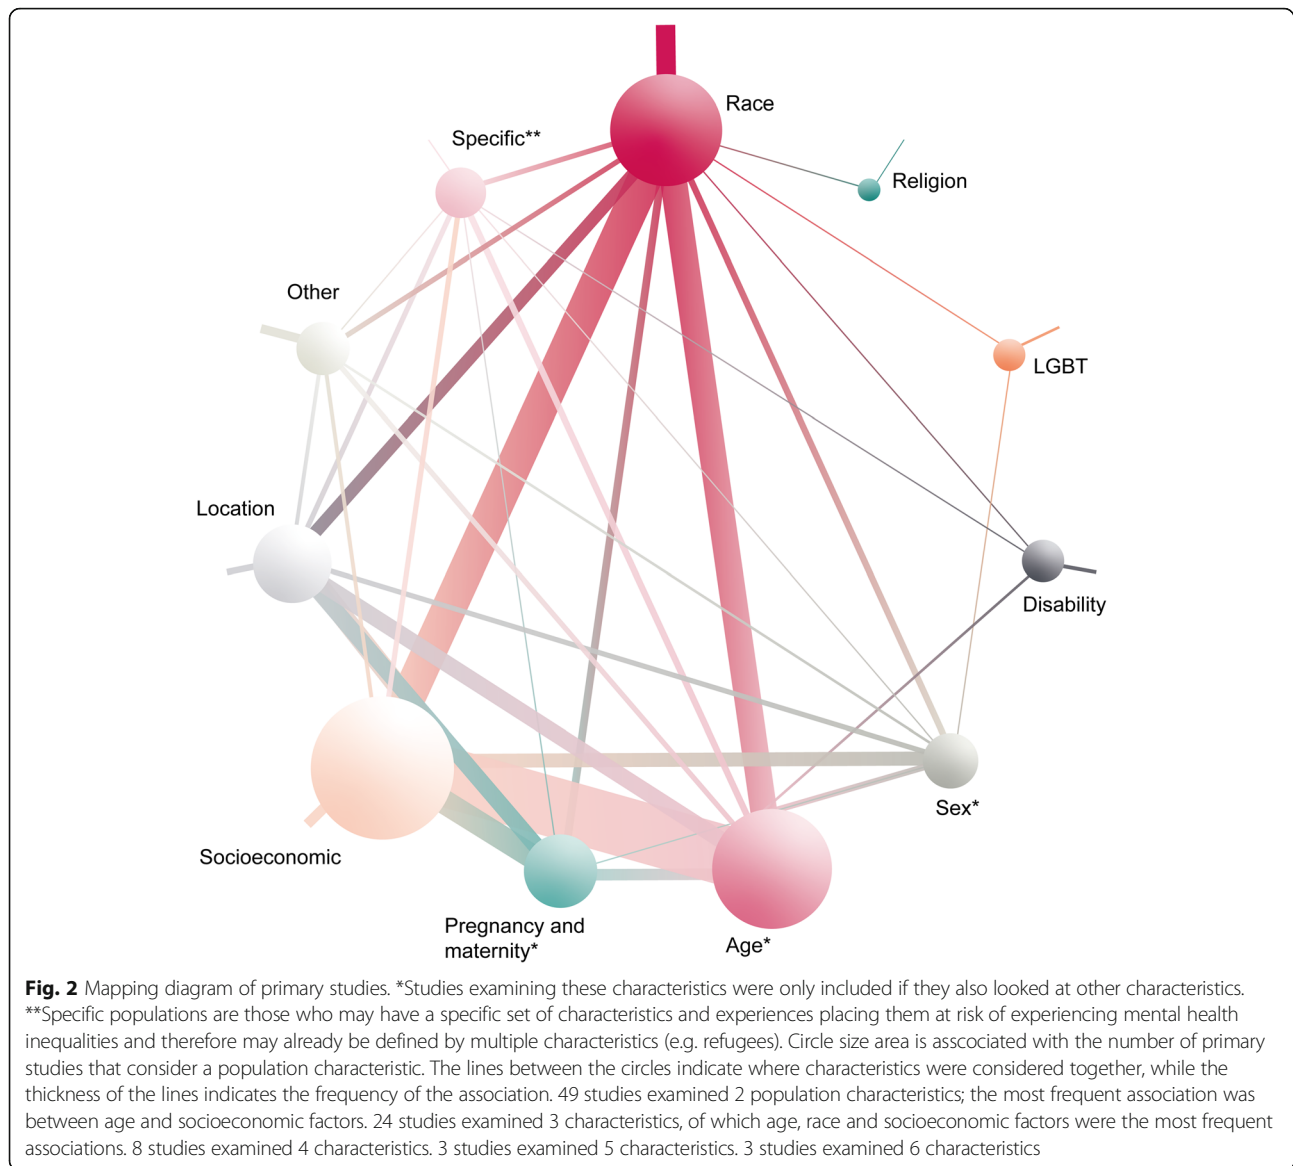 Race
Specific**
Religion
Other
LGBT
Location
Disability
Sex*
Socioeconomic
Pregnancy and
maternity*
Age*
Fig. 2 Mapping diagram of primary studies. *Studies examining these characteristics were only included if they also looked at other characteristics.
**Specific populations are those who may have a specific set of characteristics and experiences placing them at risk of experiencing mental health
inequalities and therefore may already be defined by multiple characteristics (e.g. refugees). Circle size area is asscociated with the number of primary
studies that consider a population characteristic. The lines between the circles indicate where characteristics were considered together, while the
thickness of the lines indicates the frequency of the association. 49 studies examined 2 population characteristics; the most frequent association was
between age and socioeconomic factors. 24 studies examined 3 characteristics, of which age, race and socioeconomic factors were the most frequent
associations. 8 studies examined 4 characteristics. 3 studies examined 5 characteristics. 3 studies examined 6 characteristics